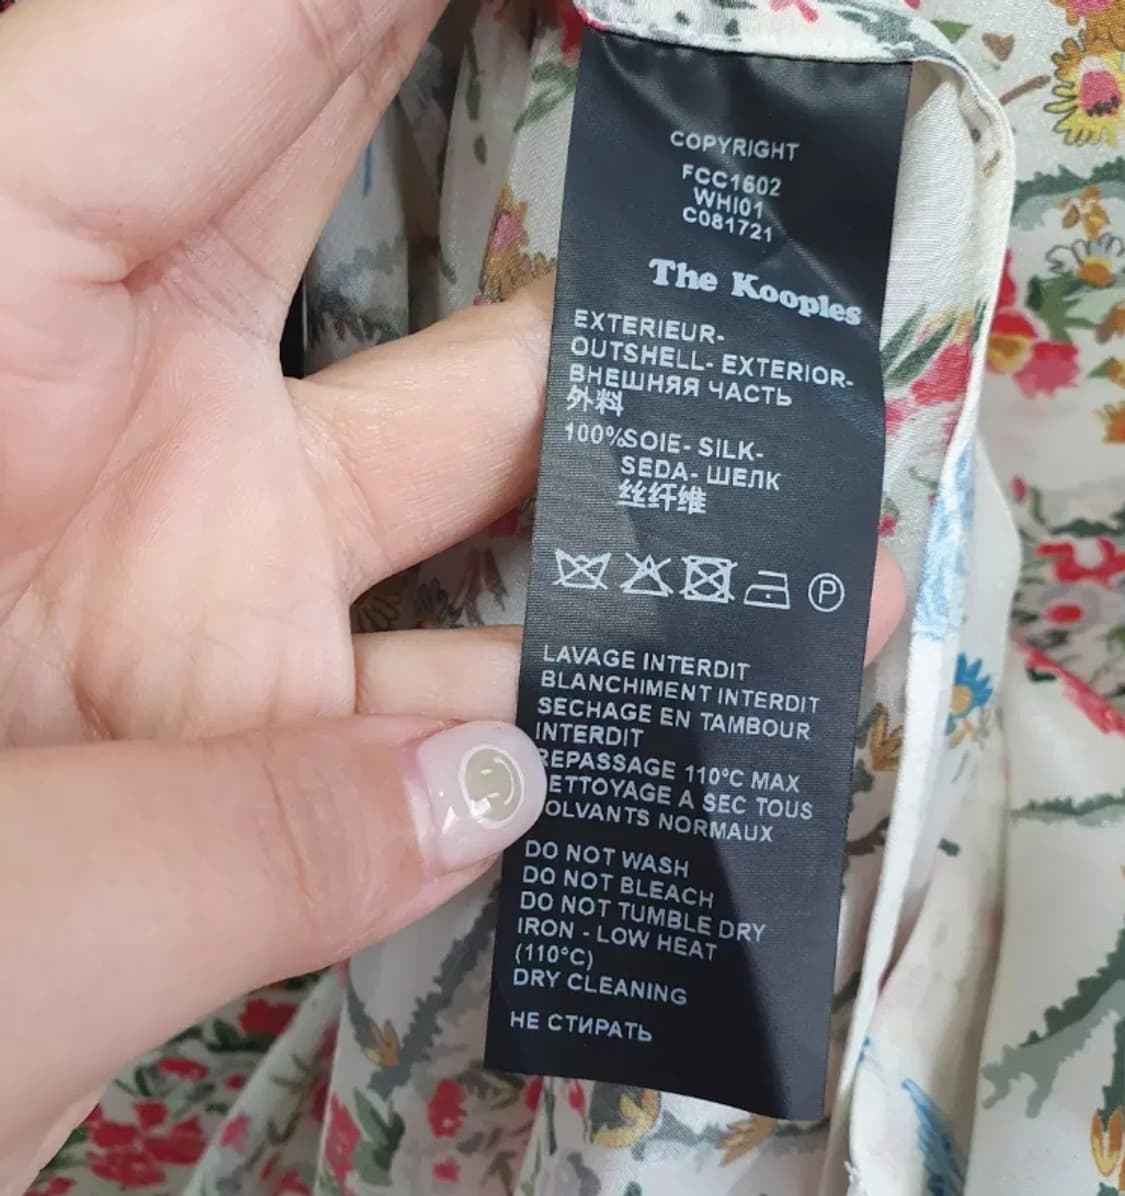 COPYRIGHT
FCC1602
WHI01
C081721
The Kooples
EXTERIEUR-
OUTSHELL- EXTERIOR-
ВНЕШНЯЯ ЧАСТЬ
外料
100%SOIE- SILK-
SEDA- ШЕЛК
丝纤维
P
LAVAGE INTERDIT
BLANCHIMENT INTERDIT
SECHAGE EN TAMBOUR
INTERDIT
REPASSAGE 110°C MAX
ETTOYAGE A SEC TOUS
OLVANTS NORMAUX
DO NOT WASH
DO NOT BLEACH
DO NOT TUMBLE DRY
IRON - LOW HEAT
(110°C)
DRY CLEANING
НЕ СТИРАТЬ